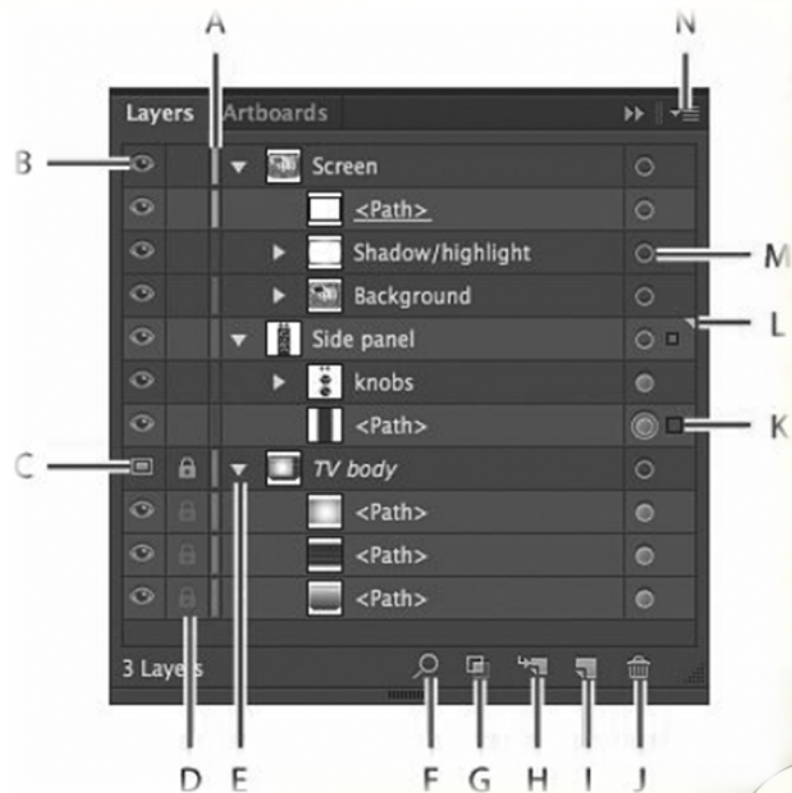 A N
Layers Artboards
B Screen
<Path>
Shadow/highlight M
Background
L
Side panel
knobs
<Path> K
C TV body
<Path>
<Path>
<Path>
3 Layers
D E F G H I J